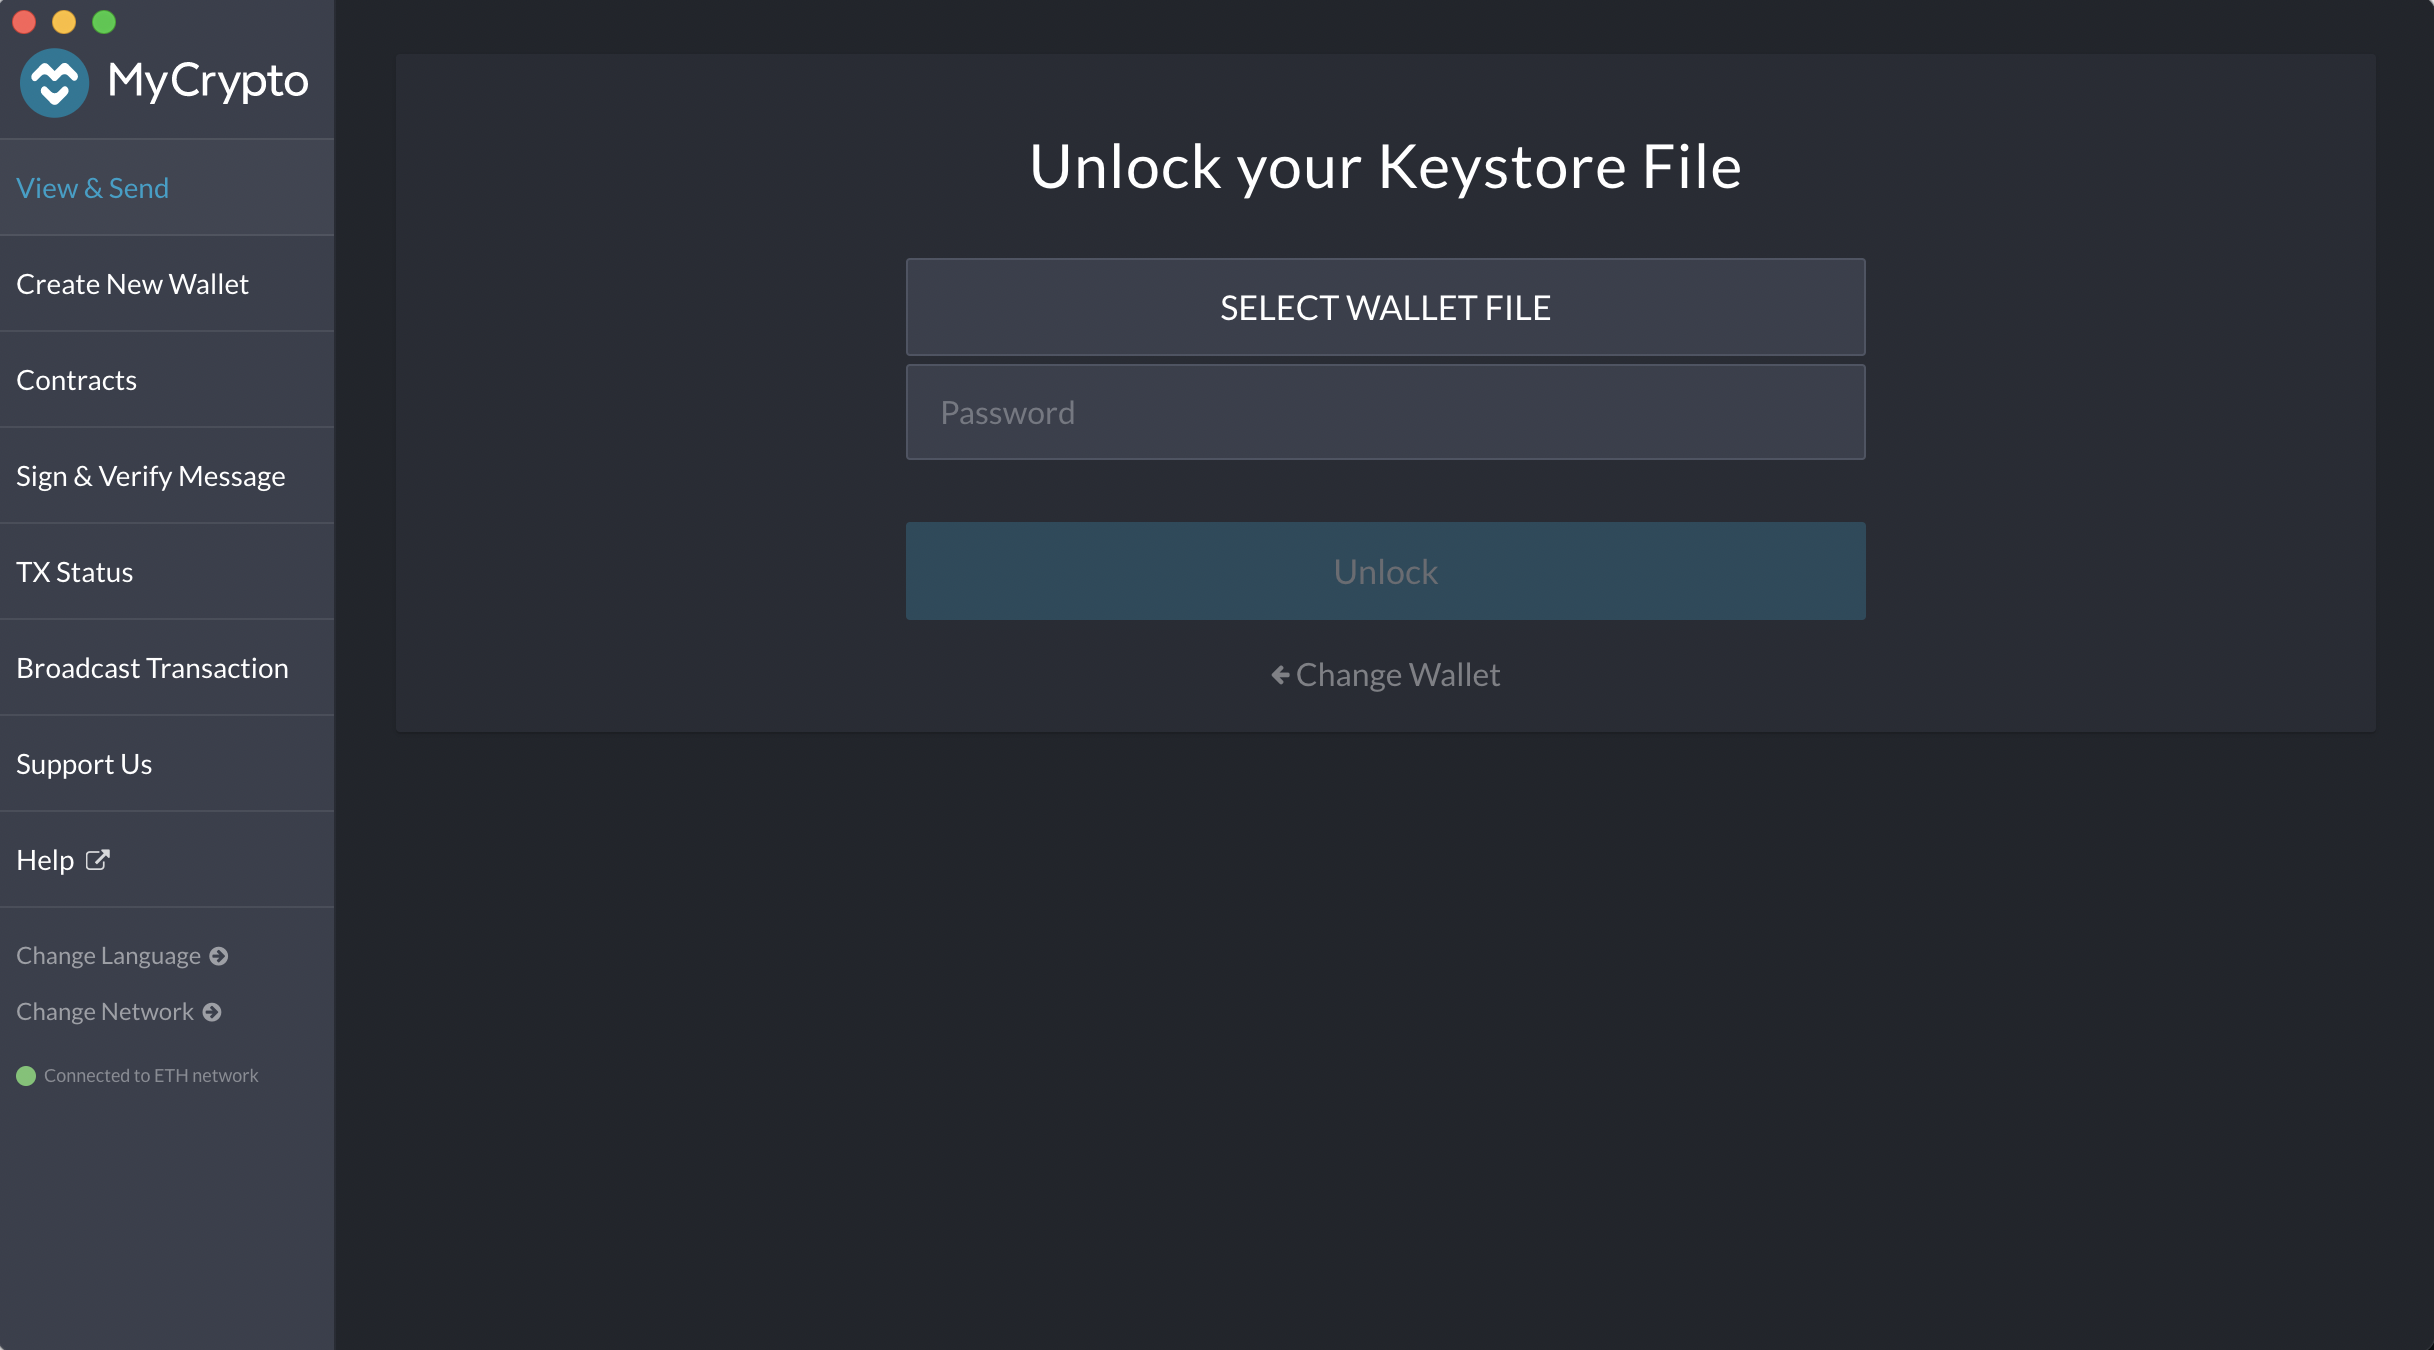 MyCrypto
View & Send
Create New Wallet
Contracts
Sign & Verify Message
TX Status
Broadcast Transaction
Support Us
Help
Change Language
Change Network
Connected to ETH network
Unlock your Keystore File
SELECT WALLET FILE
Password
Unlock
Change Wallet